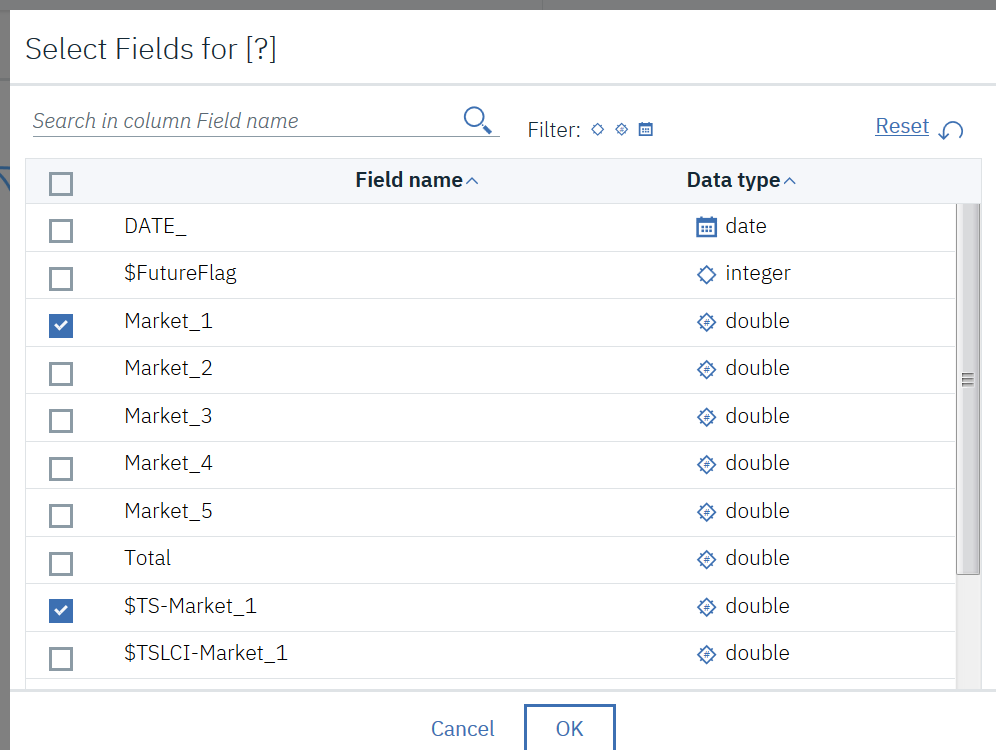 Select Fields for [?]
Search in column Field name
Filter:
Reset
Field name Data type
DATE_ date
$FutureFlag integer
Market_1 double
Market_2 double
Market_3 double
Market_4 double
Market_5 double
Total double
$TS-Market_1 double
$TSLCI-Market_1 double
Cancel OK